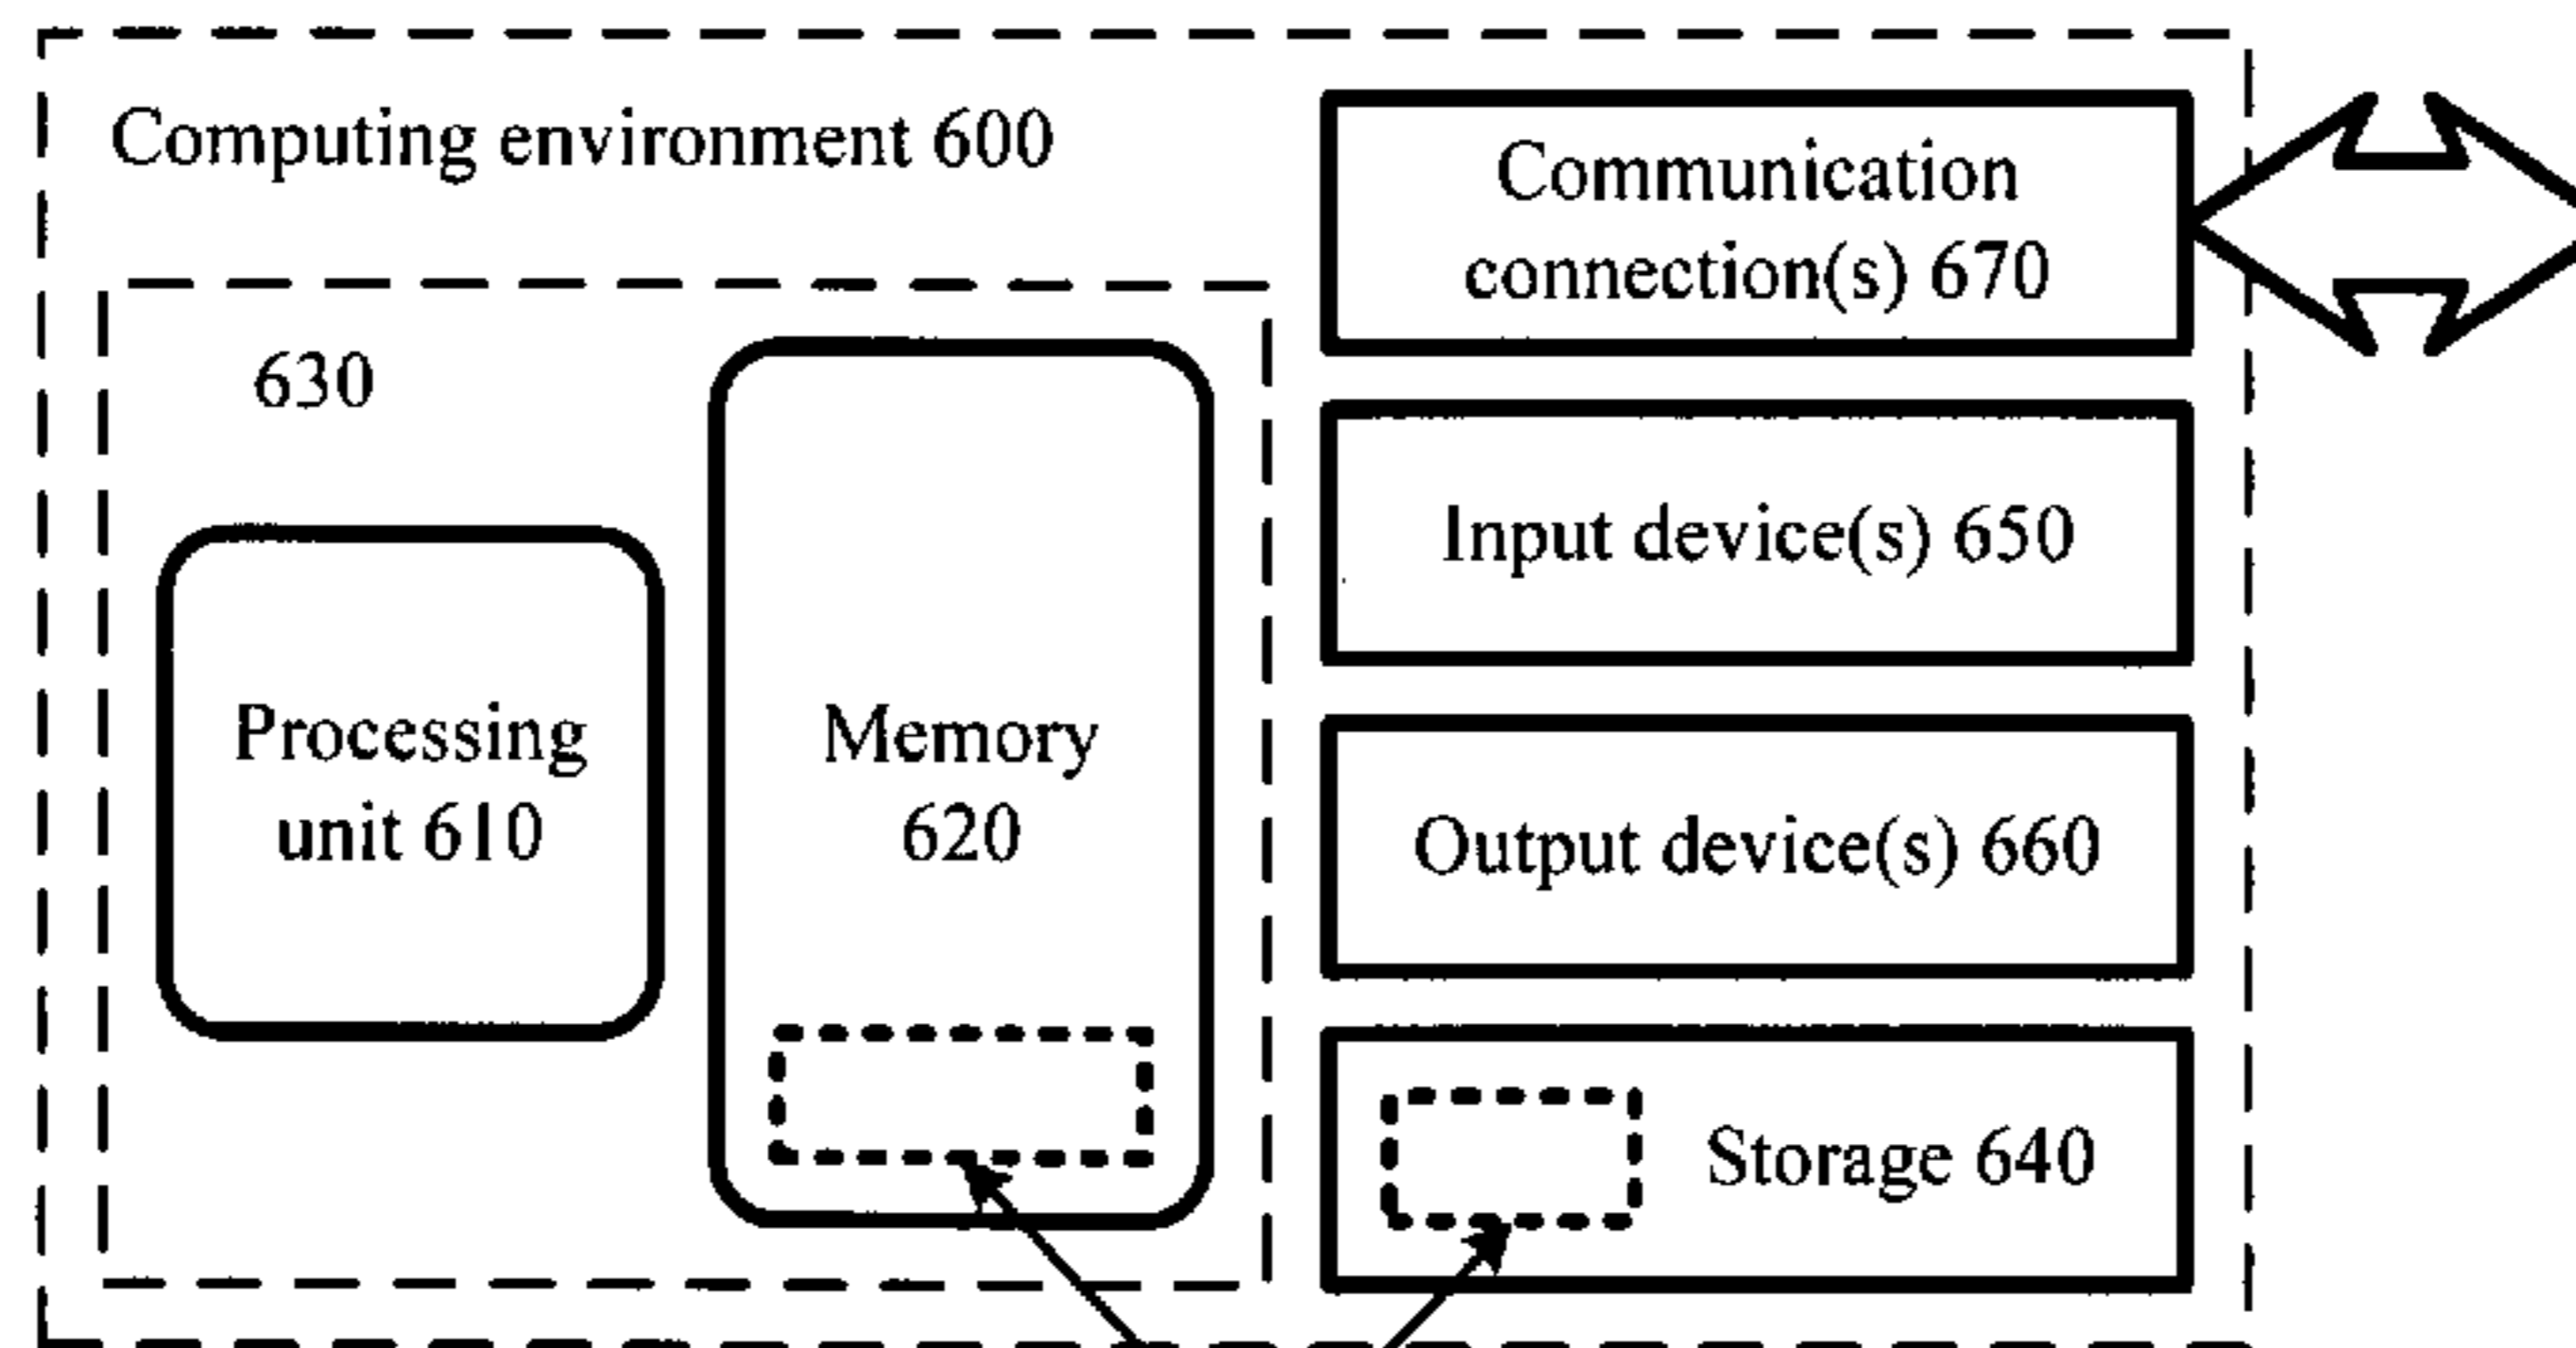 Computing environment 600
Communication
connection(s) 670
630
Input device(s) 650
Processing
unit 610
Memory
620
Output device(s) 660
Storage 640